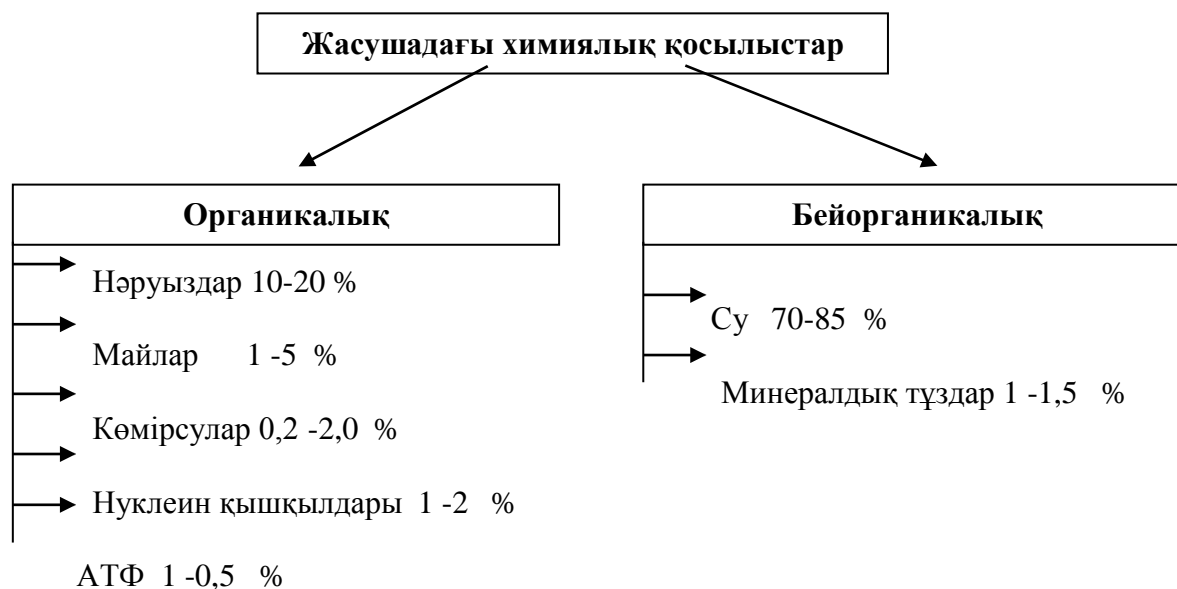 Жасушадағы химиялық қосылыстар
Органикалық
Нәруыздар 10-20 %
Майлар 1 -5 %
Көмірсулар 0,2 -2,0 %
Нуклеин қышқылдары 1 -2 %
АТФ 1 -0,5 %
Бейорганикалық
Су 70-85 %
Минералдық тұздар 1 -1,5 %